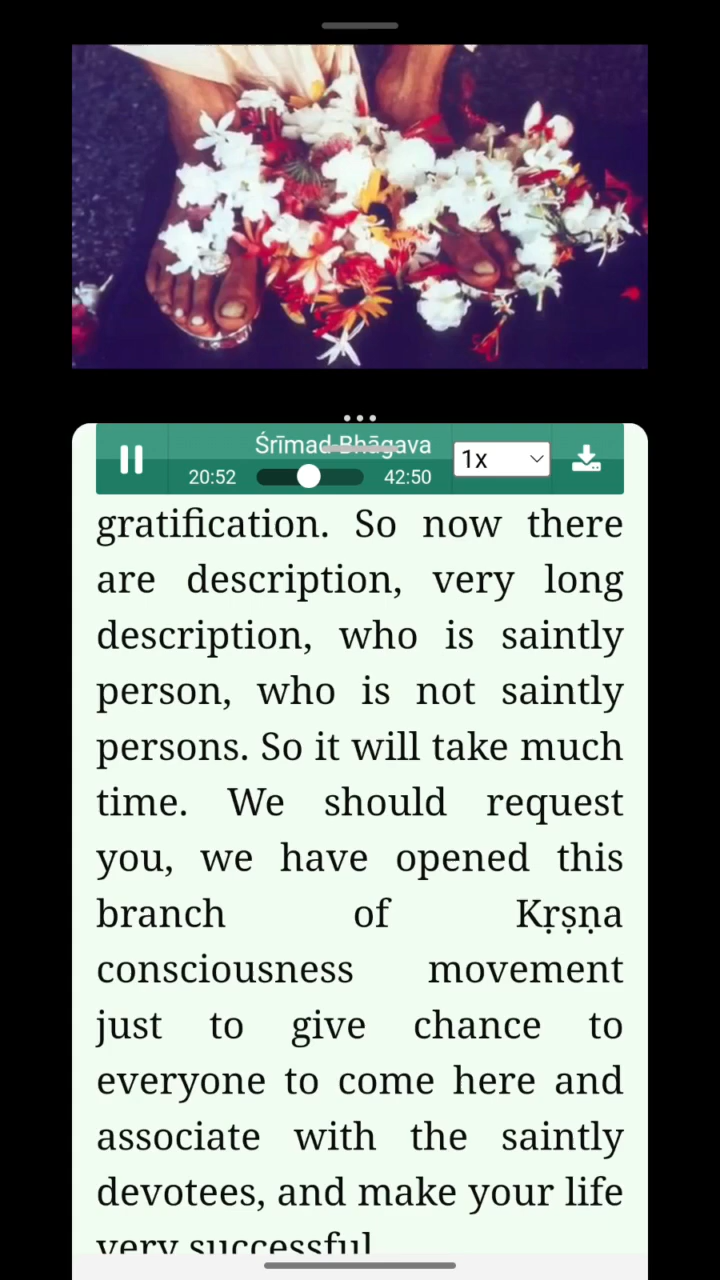 Śrīmad Bhāgava
20:52
42:50
1x
gratification. So now there
are description, very long
description, who is saintly
person, who is not saintly
persons. So it will take much
time. We should request
you, we have opened this
branch of Kṛṣṇa
consciousness movement
just to give chance to
everyone to come here and
associate with the saintly
devotees, and make your life
very successful